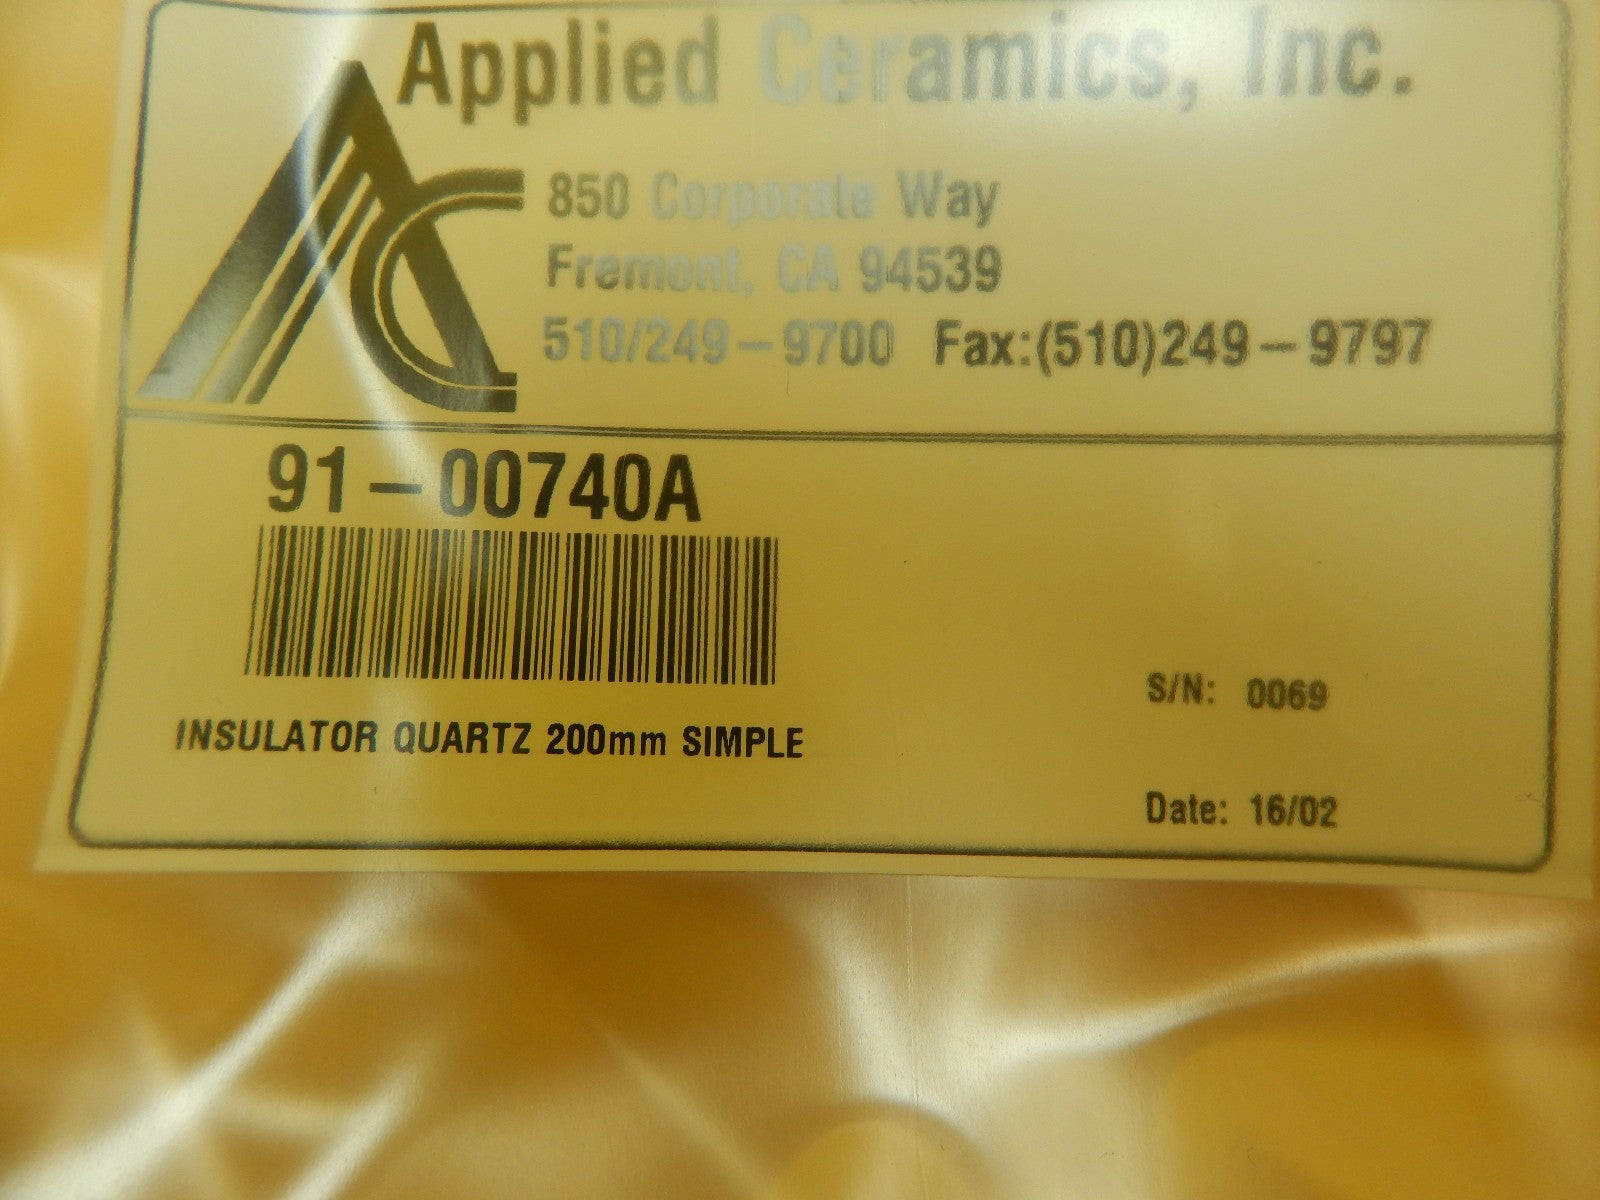 Applied Ceramics, Inc.
AC
850 Corporate Way
Fremont, CA 94539
510/249-9700 Fax:(510)249-9797
91-00740A
INSULATOR QUARTZ 200mm SIMPLE
S/N: 0069
Date: 16/02